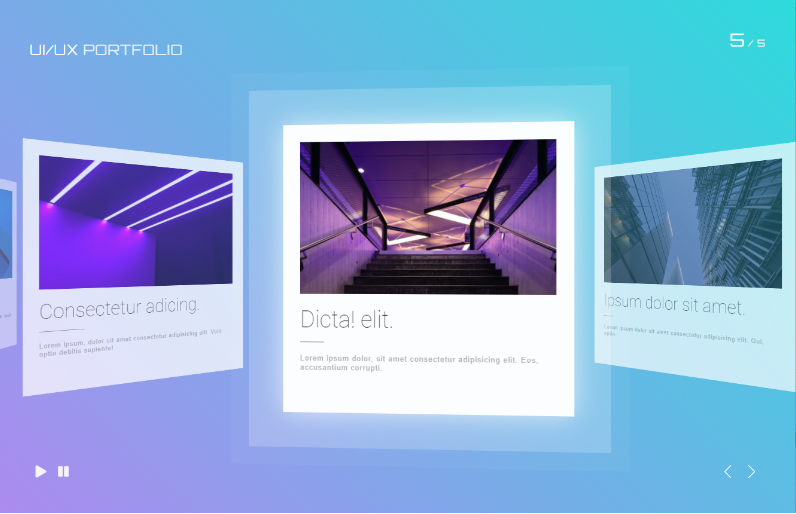 UI/UX PORTFOLIO
5 / 5
Consectetur adicing.
Lorem ipsum, dolor sit amet consectetur adipisicing elit. Vero
optio debitis sapiente!
Dicta! elit.
Lorem ipsum dolor, sit amet consectetur adipisicing elit. Eos,
accusantium corrupti.
Ipsum dolor sit amet.
Lorem ipsum dolor sit amet consectetur adipisicing elit.